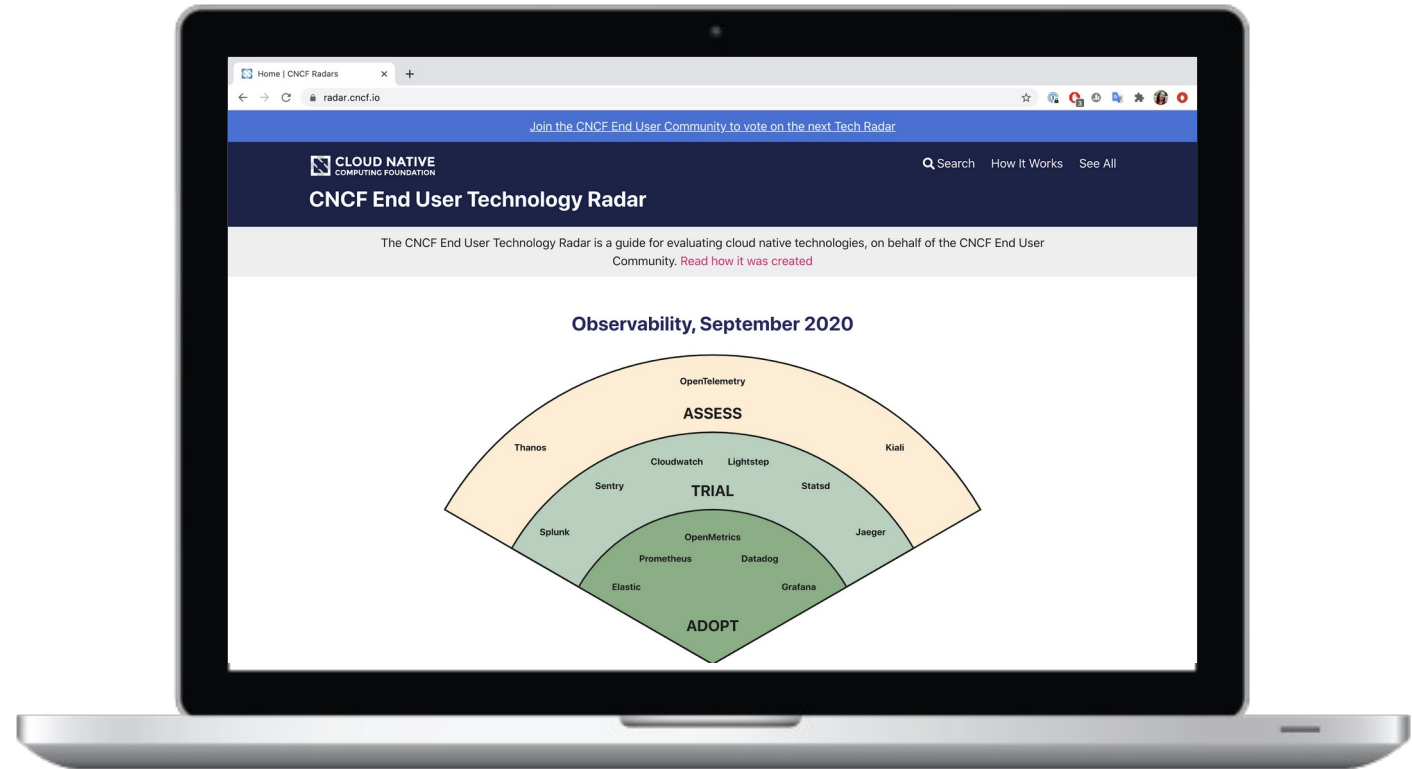 Home | CNCF Radars
radar.cncf.io
3
Join the CNCF End User Community to vote on the next Tech Radar
CLOUD NATIVE
COMPUTING FOUNDATION
Search How It Works See All
CNCF End User Technology Radar
The CNCF End User Technology Radar is a guide for evaluating cloud native technologies, on behalf of the CNCF End User
Community. Read how it was created
Observability, September 2020
OpenTelemetry
ASSESS
Thanos Kiali
Cloudwatch Lightstep
Sentry TRIAL Statsd
Splunk Jaeger
OpenMetrics
Prometheus Datadog
Elastic Grafana
ADOPT